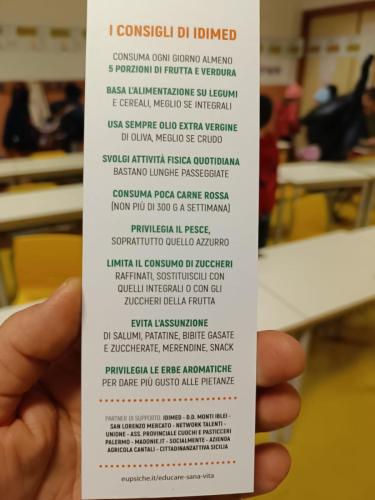 I CONSIGLI DI IDIMED
CONSUMA OGNI GIORNO ALMENO
5 PORZIONI DI FRUTTA E VERDURA
BASA L'ALIMENTAZIONE SU LEGUMI
E CEREALI, MEGLIO SE INTEGRALI
USA SEMPRE OLIO EXTRA VERGINE
DI OLIVA, MEGLIO SE CRUDO
SVOLGI ATTIVITÀ FISICA QUOTIDIANA
BASTANO LUNGHE PASSEGGIATE
CONSUMA POCA CARNE ROSSA
(NON PIÙ DI 300 G A SETTIMANA)
PRIVILEGIA IL PESCE,
SOPRATTUTTO QUELLO AZZURRO
LIMITA IL CONSUMO DI ZUCCHERI
RAFFINATI, SOSTITUISCILI CON
QUELLI INTEGRALI O CON GLI
ZUCCHERI DELLA FRUTTA
EVITA L'ASSUNZIONE
DI SALUMI, PATATINE, BIBITE GASATE
E ZUCCHERATE, MERENDINE, SNACK
PRIVILEGIA LE ERBE AROMATICHE
PER DARE PIÙ GUSTO ALLE PIETANZE
PARTNER DI SUPPORTO: IDIMED - D.D. MONTI IBLEI -
SAN LORENZO MERCATO - NETWORK TALENTI -
UNIONE - ASS. PROVINCIALE CUOCHI E PASTICCERI
PALERMO - MADONIE.IT - SOCIALMENTE - AZIENDA
AGRICOLA CANTALI - CITTADINANZATTIVA SICILIA
eupsiche.it/educare-sana-vita